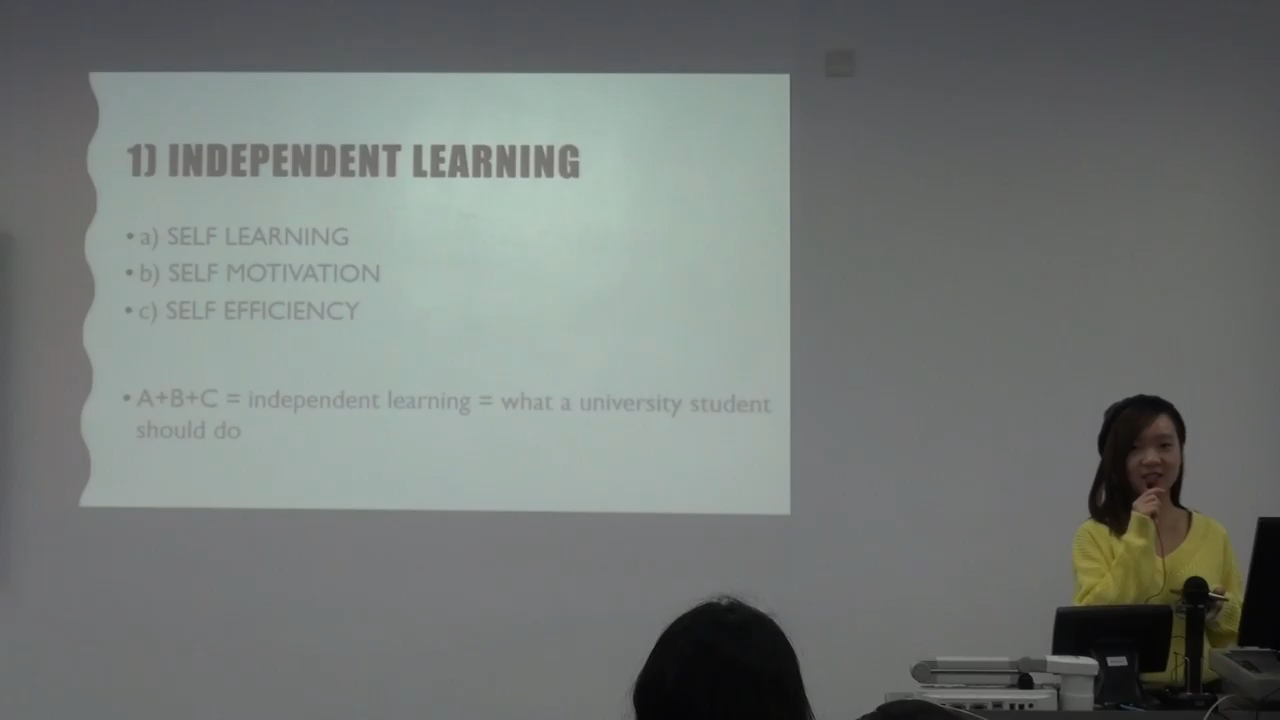 1) INDEPENDENT LEARNING
• a) SELF LEARNING
• b) SELF MOTIVATION
• c) SELF EFFICIENCY
• A+B+C = independent learning = what a university student
should do